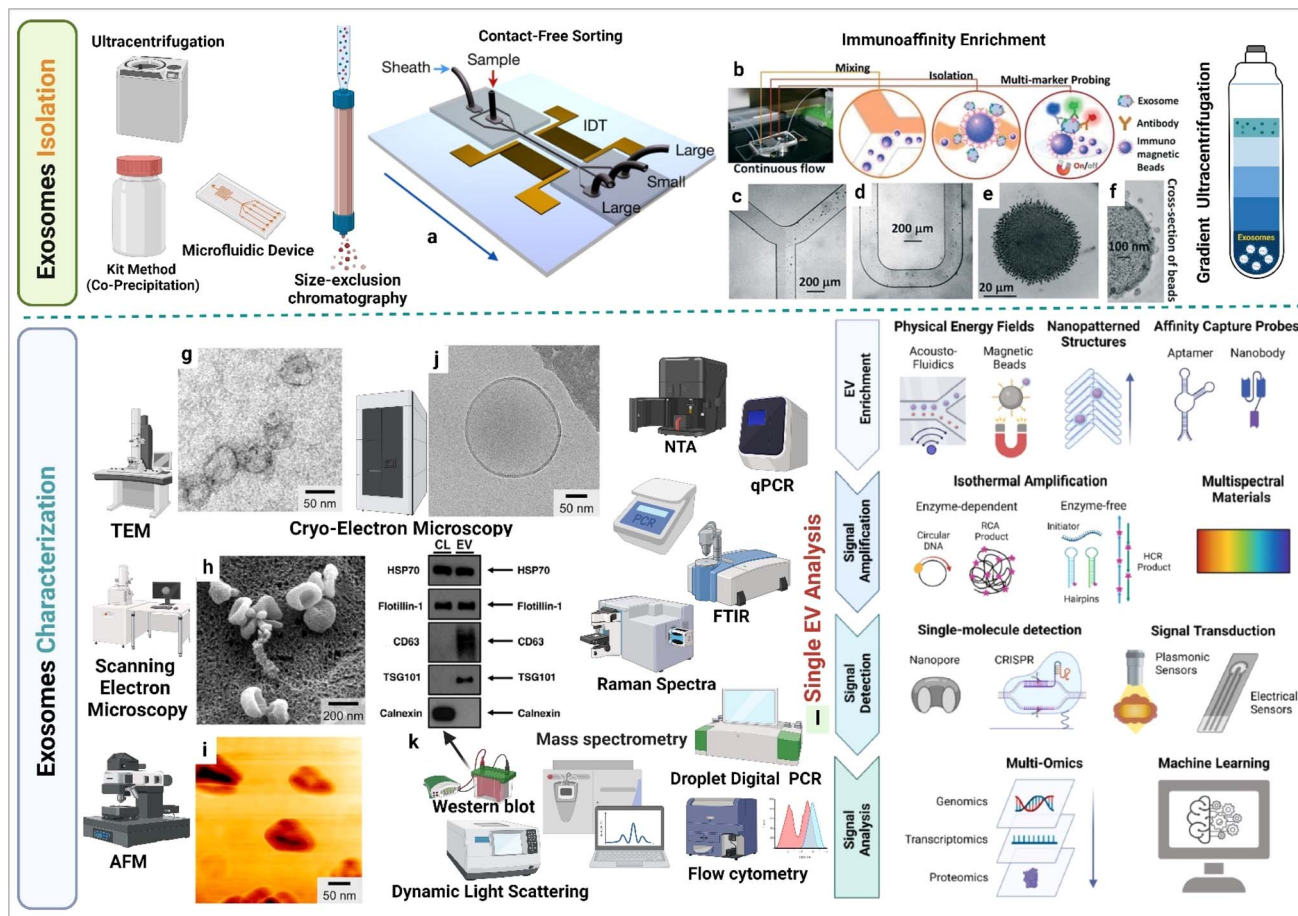 Exosomes Isolation
Ultracentrifugation
Kit Method
(Co-Precipitation)
Microfluidic Device
Size-exclusion
chromatography
Contact-Free Sorting
Sheath
Sample
IDT
Large
Small
Large
a
Immunoaffinity Enrichment
b
Mixing
Isolation
Multi-marker Probing
Continuous flow
On/off
Exosome
Antibody
Immuno
magnetic
Beads
c
200 µm
d
200 µm
e
20 µm
f
100 nm
Cross-section of beads
Gradient Ultracentrifugation
Exosomes
Exosomes Characterization
TEM
g
50 nm
j
50 nm
Cryo-Electron Microscopy
Scanning
Electron
Microscopy
h
200 nm
AFM
i
50 nm
CL EV
HSP70 HSP70
Flotillin-1 Flotillin-1
CD63 CD63
TSG101 TSG101
Calnexin Calnexin
k
Western blot
Dynamic Light Scattering
Mass spectrometry
NTA
qPCR
PCR
FTIR
Raman Spectra
Droplet Digital PCR
Flow cytometry
Single EV Analysis
l
EV
Enrichment
Physical Energy Fields
Acousto-
Fluidics
Magnetic
Beads
Nanopatterned
Structures
Affinity Capture Probes
Aptamer
Nanobody
Signal
Amplification
Isothermal Amplification
Enzyme-dependent
Circular
DNA
RCA
Product
Enzyme-free
Initiator
Hairpins
HCR
Product
Multispectral
Materials
Signal
Detection
Single-molecule detection
Nanopore
CRISPR
Signal Transduction
Plasmonic
Sensors
Electrical
Sensors
Signal
Analysis
Multi-Omics
Genomics
Transcriptomics
Proteomics
Machine Learning